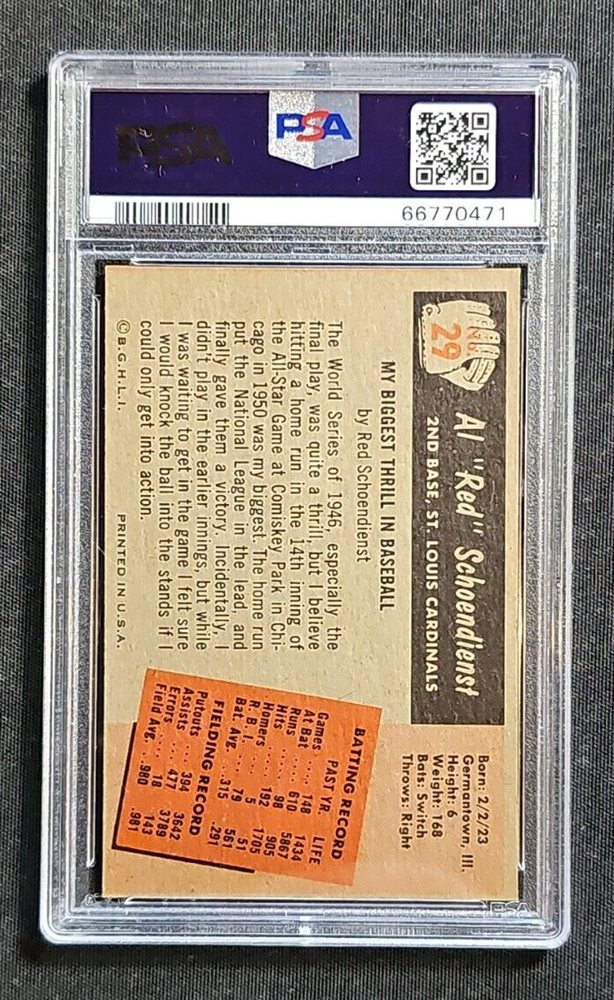 PSA
PSA
66770471
NO.
29
Al "Red" Schoendienst
2ND BASE, ST. LOUIS CARDINALS
Born: 2/2/23
Germantown, Ill.
Height: 6
Weight: 168
Bats: Switch
Throws: Right
MY BIGGEST THRILL IN BASEBALL
by Red Schoendienst
The World Series of 1946, especially the
final play, was quite a thrill, but I believe
hitting a home run in the 14th inning of
the All-Star Game at Comiskey Park in Chi-
cago in 1950 was my biggest. The home run
put the National League in the lead, and
finally gave them a victory. Incidentally, I
didn't play in the earlier innings, but while
I was waiting to get in the game I felt sure
I would knock the ball into the stands if I
could only get into action.
© B.G.H.L.I. PRINTED IN U.S.A.
BATTING RECORD
PAST YR. LIFE
Games .... 148 1434
At Bat .... 610 5867
Runs ..... 98 905
Hits ...... 192 1705
Homers .... 5 51
R. B. I. .... 79 561
Bat. Avg. .. .315 .291
FIELDING RECORD
Putouts ... 394 3642
Assists .... 477 3789
Errors .... 18 143
Field Avg. .. .980 .981
PSA